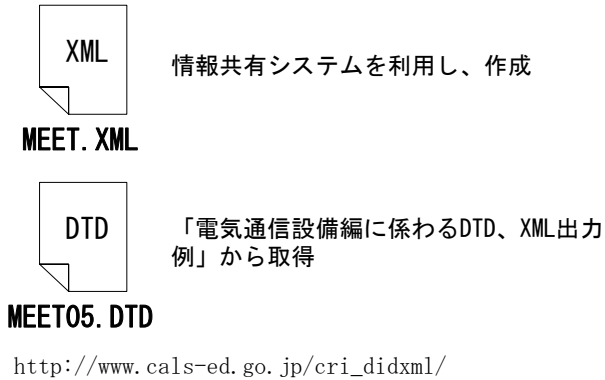 XML
情報共有システムを利用し、作成
MEET.XML
DTD
「電気通信設備編に係わるDTD、XML出力
例」から取得
MEET05.DTD
http://www.cals-ed.go.jp/cri_didxml/